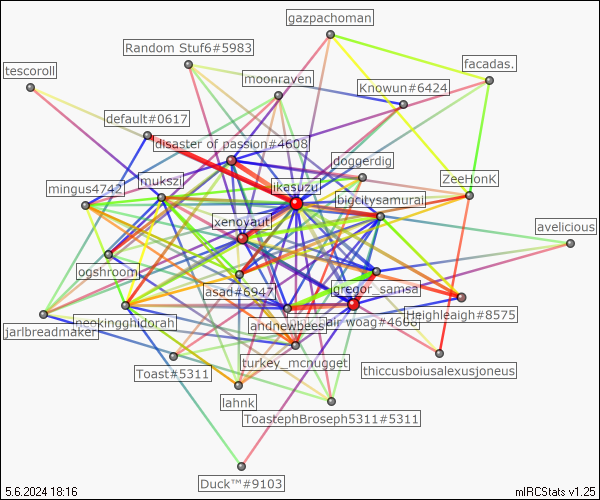 gazpachoman
Random Stuf6#5983
facadas.
tescoroll
moonraven
Knowun#6424
default#0617
disaster of passion#4608
doggerdig
ZeeHonK
mukszi
ikasuzu
mingus4742
bigcitysamurai
xenoyaut
avelicious
ogshroom
asad#6947
gregor_samsa
Heighleigh#8575
jarlbreadmaker
neokingghidorah
andnewbees
air woag#4668
turkey_mcnugget
Toast#5311
thiccusboiusalexusjoneus
lahnk
ToastephBroseph5311#5311
Duck™#9103
5.6.2024 18:16
mIRCStats v1.25